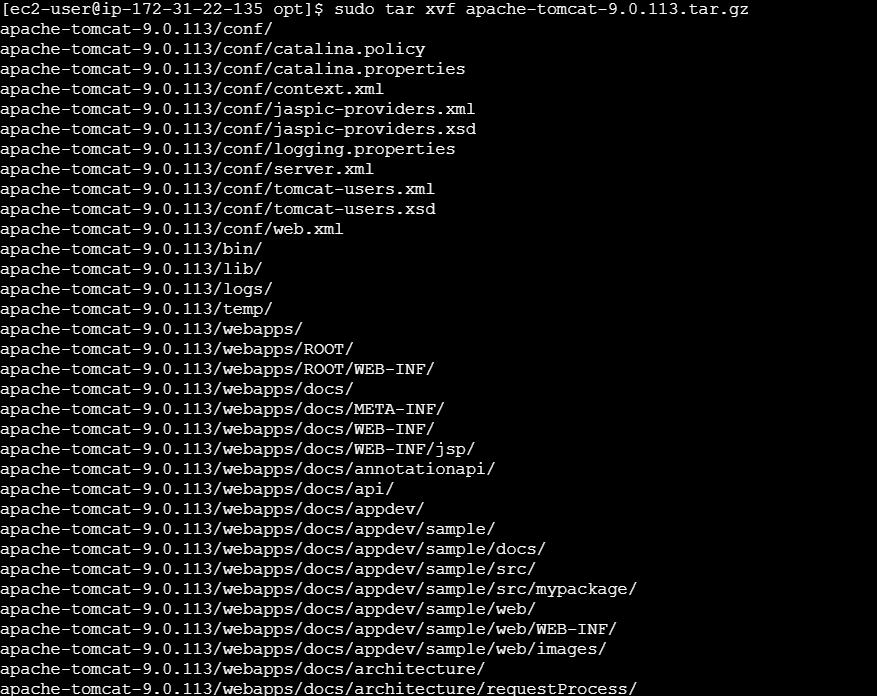 [ec2-user@ip-172-31-22-135 opt]$ sudo tar xvf apache-tomcat-9.0.113.tar.gz
apache-tomcat-9.0.113/conf/
apache-tomcat-9.0.113/conf/catalina.policy
apache-tomcat-9.0.113/conf/catalina.properties
apache-tomcat-9.0.113/conf/context.xml
apache-tomcat-9.0.113/conf/jaspic-providers.xml
apache-tomcat-9.0.113/conf/jaspic-providers.xsd
apache-tomcat-9.0.113/conf/logging.properties
apache-tomcat-9.0.113/conf/server.xml
apache-tomcat-9.0.113/conf/tomcat-users.xml
apache-tomcat-9.0.113/conf/tomcat-users.xsd
apache-tomcat-9.0.113/conf/web.xml
apache-tomcat-9.0.113/bin/
apache-tomcat-9.0.113/lib/
apache-tomcat-9.0.113/logs/
apache-tomcat-9.0.113/temp/
apache-tomcat-9.0.113/webapps/
apache-tomcat-9.0.113/webapps/ROOT/
apache-tomcat-9.0.113/webapps/ROOT/WEB-INF/
apache-tomcat-9.0.113/webapps/docs/
apache-tomcat-9.0.113/webapps/docs/META-INF/
apache-tomcat-9.0.113/webapps/docs/WEB-INF/
apache-tomcat-9.0.113/webapps/docs/WEB-INF/jsp/
apache-tomcat-9.0.113/webapps/docs/annotationapi/
apache-tomcat-9.0.113/webapps/docs/api/
apache-tomcat-9.0.113/webapps/docs/appdev/
apache-tomcat-9.0.113/webapps/docs/appdev/sample/
apache-tomcat-9.0.113/webapps/docs/appdev/sample/docs/
apache-tomcat-9.0.113/webapps/docs/appdev/sample/src/
apache-tomcat-9.0.113/webapps/docs/appdev/sample/src/mypackage/
apache-tomcat-9.0.113/webapps/docs/appdev/sample/web/
apache-tomcat-9.0.113/webapps/docs/appdev/sample/web/WEB-INF/
apache-tomcat-9.0.113/webapps/docs/appdev/sample/web/images/
apache-tomcat-9.0.113/webapps/docs/architecture/
apache-tomcat-9.0.113/webapps/docs/architecture/requestProcess/